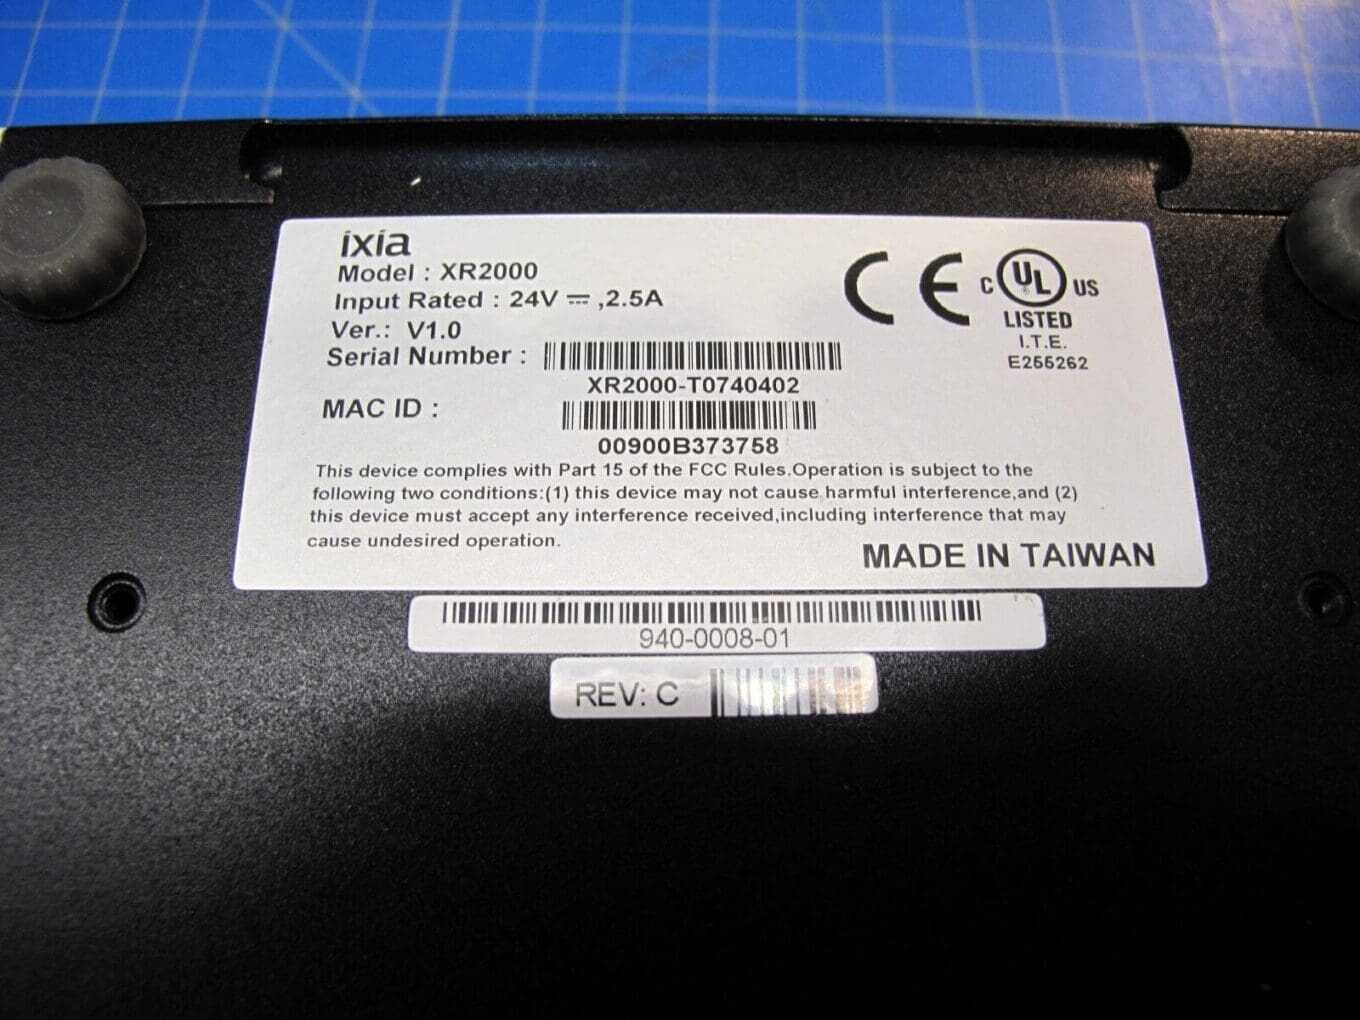 ixia
Model : XR2000
Input Rated : 24V ⎓ ,2.5A
Ver.: V1.0
Serial Number :
XR2000-T0740402
MAC ID :
00900B373758
CE
C UL US
LISTED
I.T.E.
E255262
This device complies with Part 15 of the FCC Rules.Operation is subject to the
following two conditions:(1) this device may not cause harmful interference,and (2)
this device must accept any interference received,including interference that may
cause undesired operation.
MADE IN TAIWAN
940-0008-01
REV: C